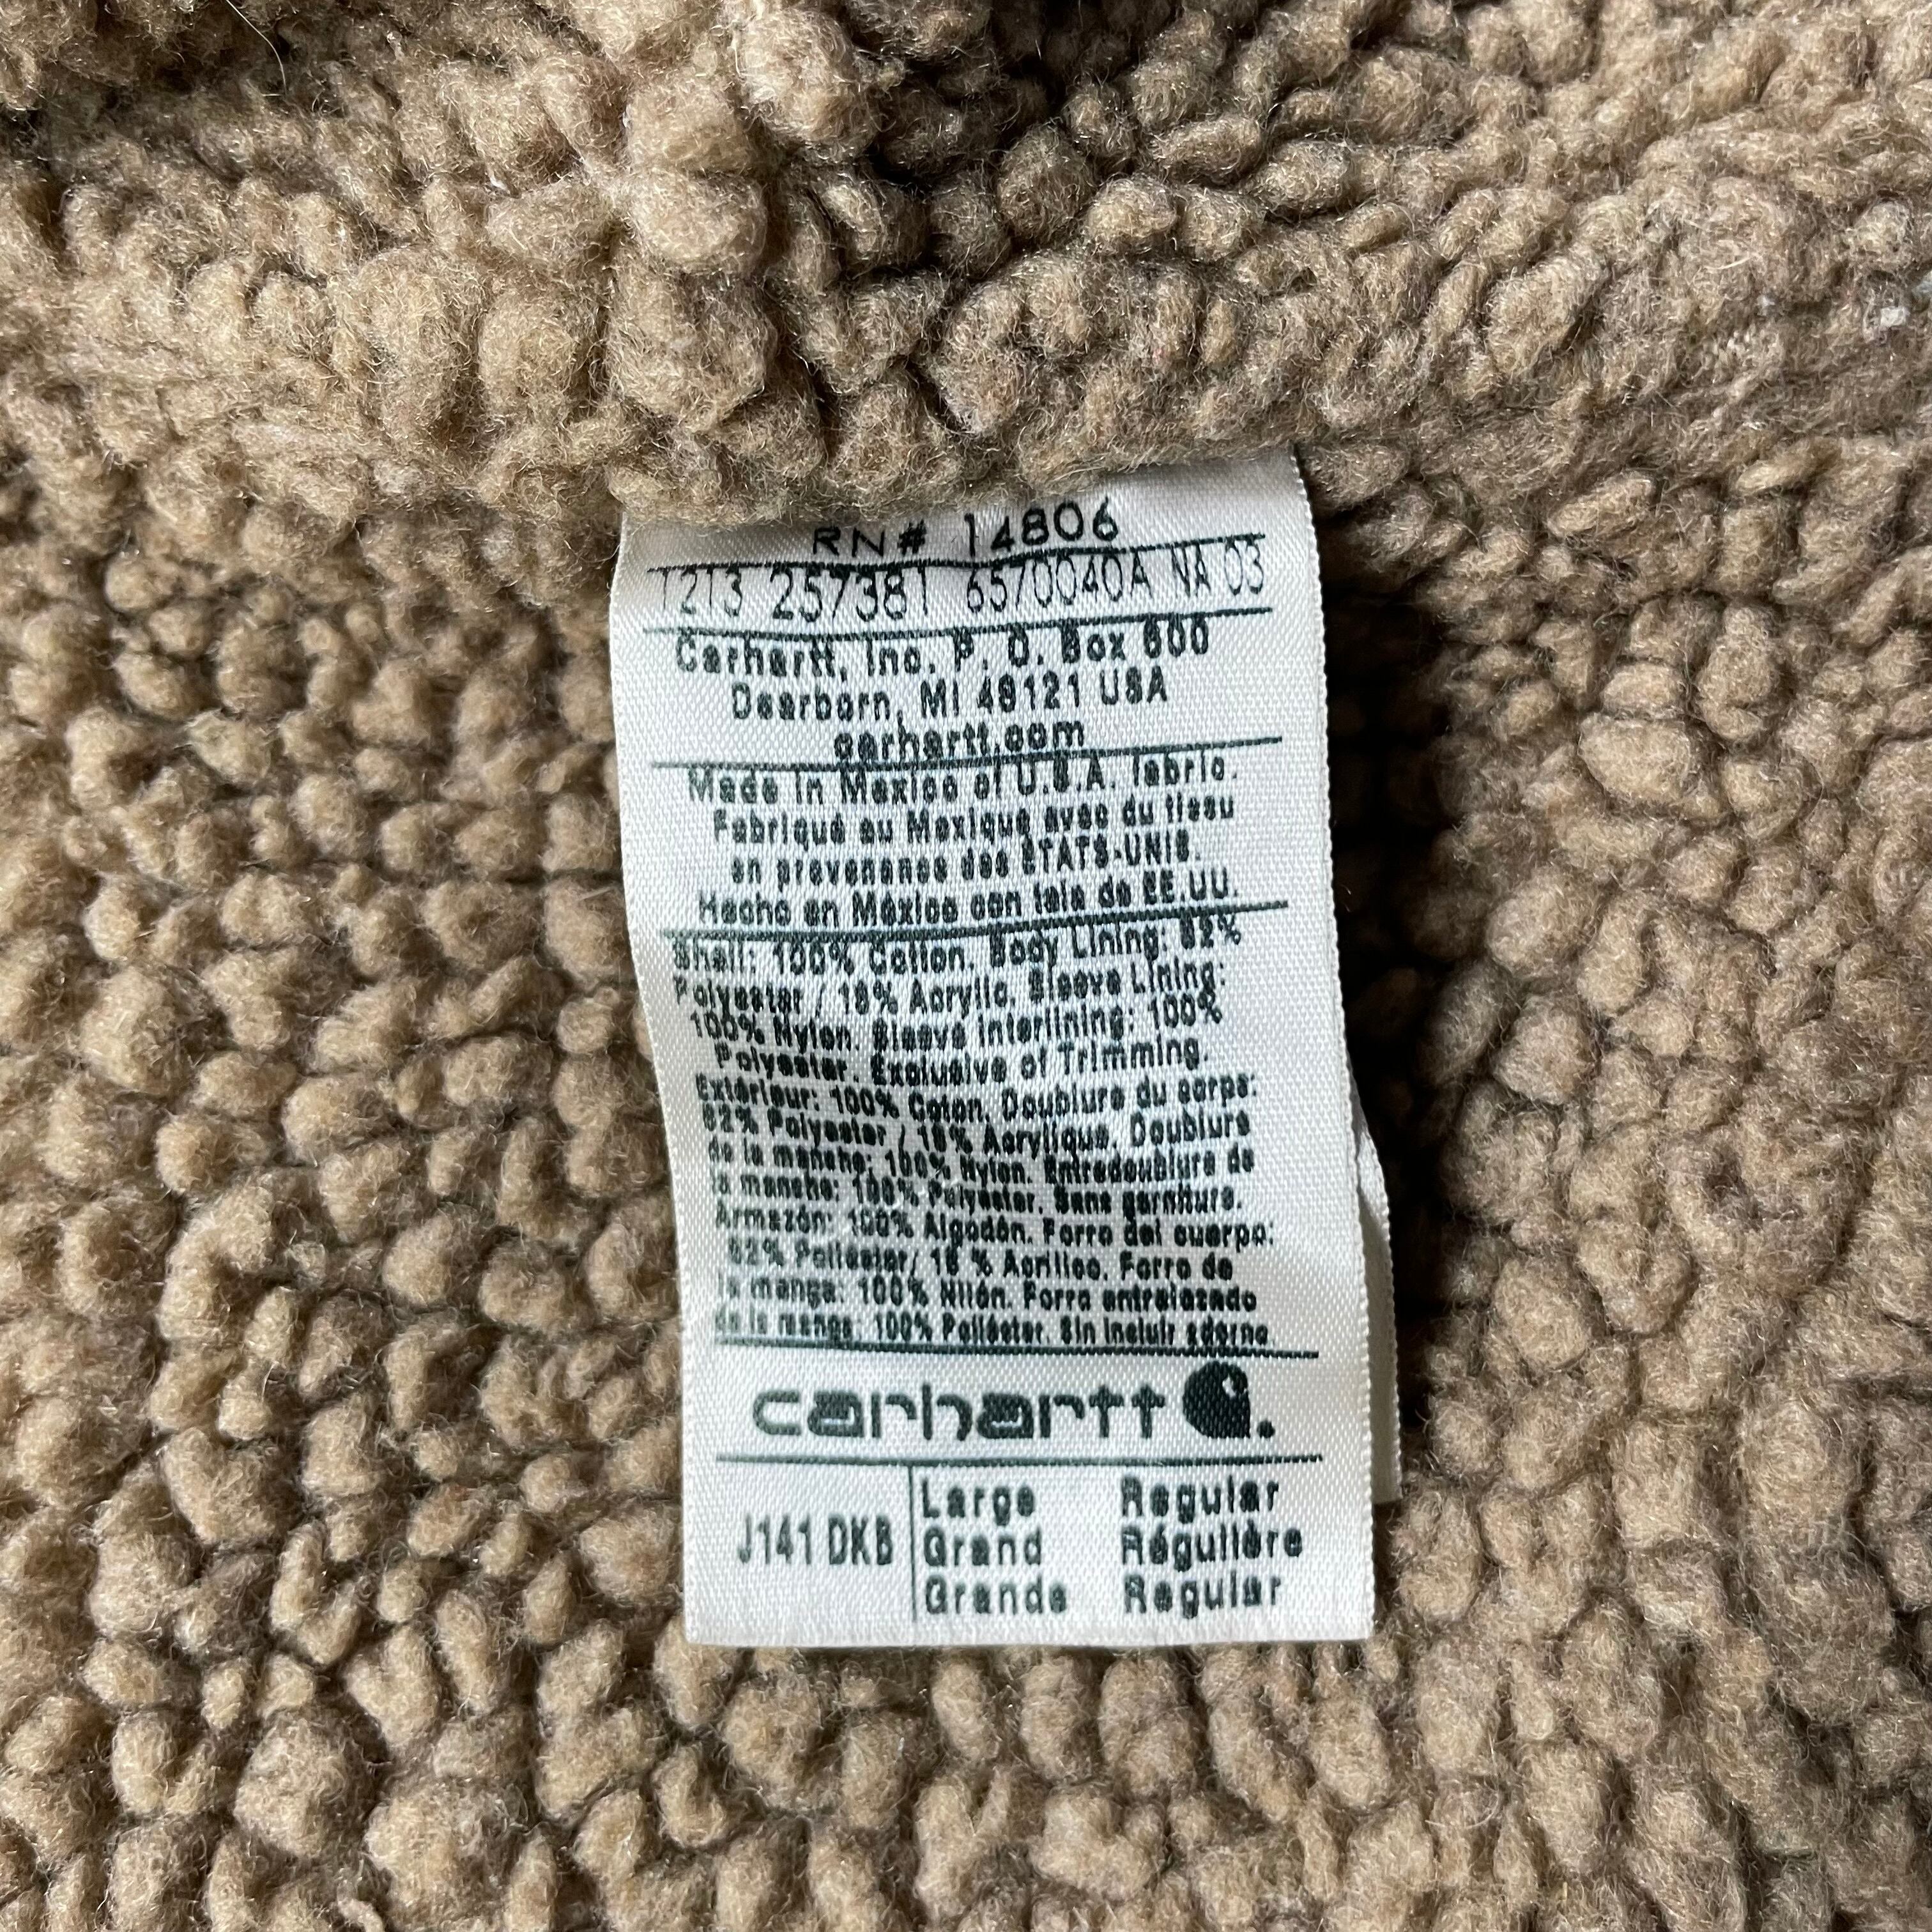 RN# 14806
1213 257381 6570040A NA 03
Carhartt, Inc. P. O. Box 600
Dearborn, MI 48121 USA
carhartt.com
Made in Mexico of U.S.A. fabric.
Fabriqué au Mexique avec du tissu
en provenance des ÉTATS-UNIS.
Hecho en México con tela de EE.UU.
Shell: 100% Cotton. Body Lining: 82%
Polyester / 18% Acrylic. Sleeve Lining:
100% Nylon. Sleeve Interlining: 100%
Polyester. Exclusive of Trimming.
Extérieur: 100% Coton. Doublure du corps:
82% Polyester / 18% Acrylique. Doublure
de la manche: 100% Nylon. Entredoublure de
la manche: 100% Polyester. Sans garniture.
Armazón: 100% Algodón. Forro del cuerpo:
82% Poliéster/ 18 % Acrílico. Forro de
la manga: 100% Nilón. Forro entrelazado
de la manga: 100% Poliéster. Sin incluir adorno
carhartt
J141 DKB
Large Regular
Grand Régulière
Grande Regular